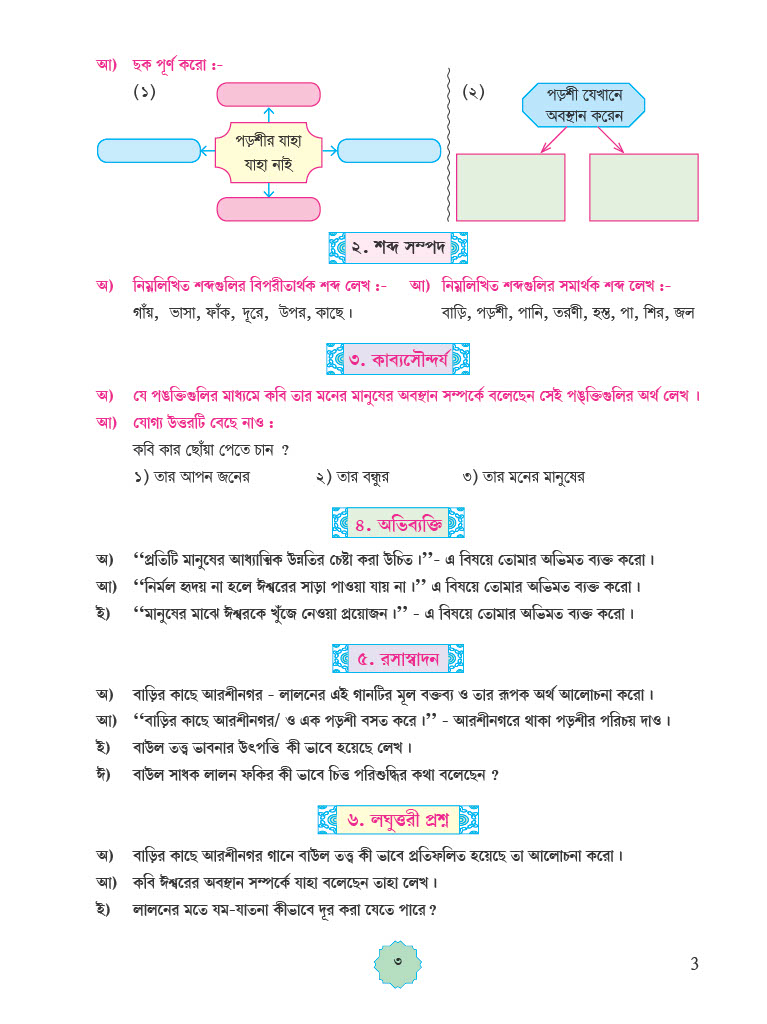 আ) ছক পূর্ণ করো :-
(১)
পড়শীর যাহা
যাহা নাই
(২)
পড়শী যেখানে
অবস্থান করেন
২. শব্দ সম্পদ
অ) নিম্নলিখিত শব্দগুলির বিপরীতার্থক শব্দ লেখ :-
গাঁয়, ভাসা, ফাঁক, দূরে, উপর, কাছে।
আ) নিম্নলিখিত শব্দগুলির সমার্থক শব্দ লেখ :-
বাড়ি, পড়শী, পানি, তরণী, হস্ত, পা, শির, জল
৩. কাব্যসৌন্দর্য
অ) যে পঙক্তিগুলির মাধ্যমে কবি তার মনের মানুষের অবস্থান সম্পর্কে বলেছেন সেই পঙ্ক্তিগুলির অর্থ লেখ ।
আ) যোগ্য উত্তরটি বেছে নাও :
কবি কার ছোঁয়া পেতে চান ?
১) তার আপন জনের ২) তার বন্ধুর ৩) তার মনের মানুষের
৪. অভিব্যক্তি
অ) “প্রতিটি মানুষের আধ্যাত্মিক উন্নতির চেষ্টা করা উচিত।”- এ বিষয়ে তোমার অভিমত ব্যক্ত করো।
আ) “নির্মল হৃদয় না হলে ঈশ্বরের সাড়া পাওয়া যায় না।” এ বিষয়ে তোমার অভিমত ব্যক্ত করো।
ই) “মানুষের মাঝে ঈশ্বরকে খুঁজে নেওয়া প্রয়োজন।” - এ বিষয়ে তোমার অভিমত ব্যক্ত করো।
৫. রসাস্বাদন
অ) বাড়ির কাছে আরশীনগর - লালনের এই গানটির মূল বক্তব্য ও তার রূপক অর্থ আলোচনা করো।
আ) “বাড়ির কাছে আরশীনগর/ ও এক পড়শী বসত করে।” - আরশীনগরে থাকা পড়শীর পরিচয় দাও।
ই) বাউল তত্ত্ব ভাবনার উৎপত্তি কী ভাবে হয়েছে লেখ।
ঈ) বাউল সাধক লালন ফকির কী ভাবে চিত্ত পরিশুদ্ধির কথা বলেছেন ?
৬. লঘুত্তরী প্রশ্ন
অ) বাড়ির কাছে আরশীনগর গানে বাউল তত্ত্ব কী ভাবে প্রতিফলিত হয়েছে তা আলোচনা করো।
আ) কবি ঈশ্বরের অবস্থান সম্পর্কে যাহা বলেছেন তাহা লেখ।
ই) লালনের মতে যম-যাতনা কীভাবে দূর করা যেতে পারে?
৩
3